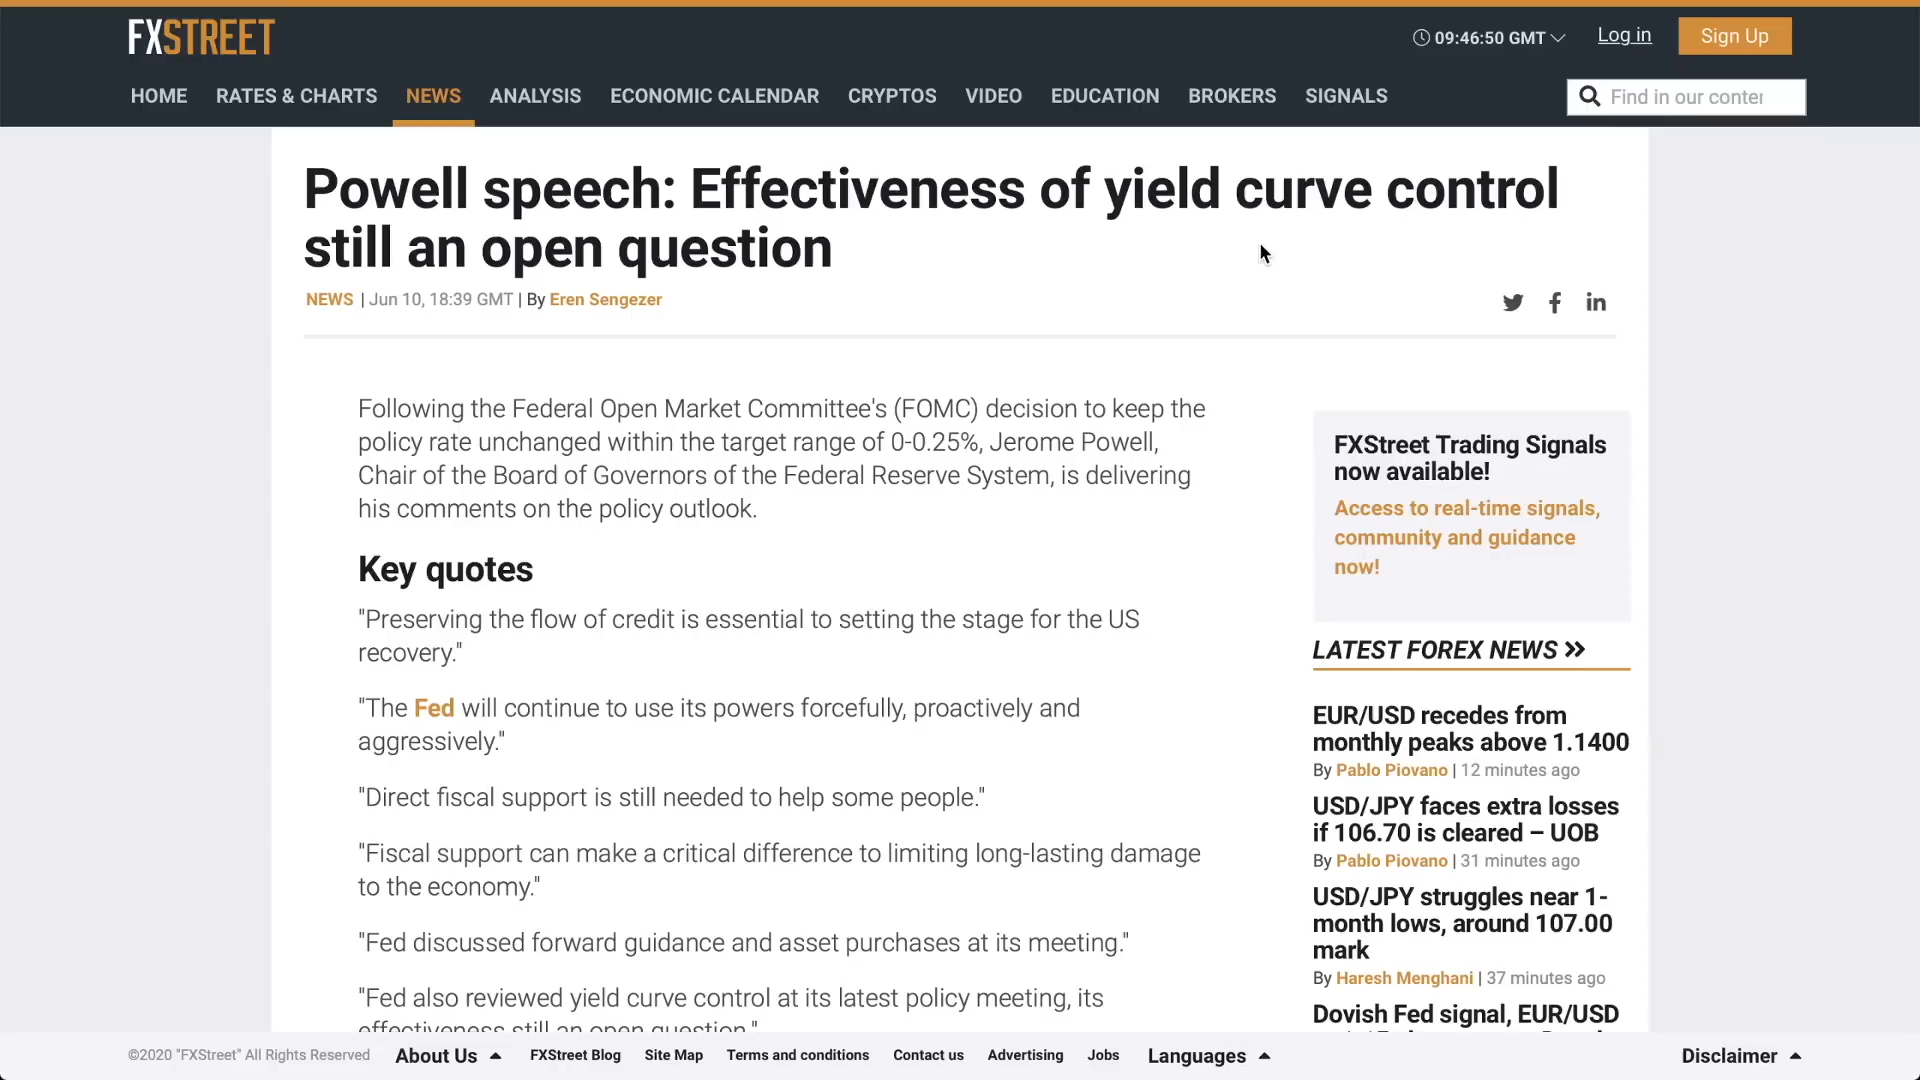 FXSTREET
09:46:50 GMT
Log in
Sign Up
HOME RATES & CHARTS NEWS ANALYSIS ECONOMIC CALENDAR CRYPTOS VIDEO EDUCATION BROKERS SIGNALS
Find in our conter
Powell speech: Effectiveness of yield curve control
still an open question
NEWS | Jun 10, 18:39 GMT | By Eren Sengezer
Following the Federal Open Market Committee's (FOMC) decision to keep the
policy rate unchanged within the target range of 0-0.25%, Jerome Powell,
Chair of the Board of Governors of the Federal Reserve System, is delivering
his comments on the policy outlook.
Key quotes
"Preserving the flow of credit is essential to setting the stage for the US
recovery."
"The Fed will continue to use its powers forcefully, proactively and
aggressively."
"Direct fiscal support is still needed to help some people."
"Fiscal support can make a critical difference to limiting long-lasting damage
to the economy."
"Fed discussed forward guidance and asset purchases at its meeting."
"Fed also reviewed yield curve control at its latest policy meeting, its
effectiveness still an open question."
FXStreet Trading Signals
now available!
Access to real-time signals,
community and guidance
now!
LATEST FOREX NEWS
EUR/USD recedes from
monthly peaks above 1.1400
By Pablo Piovano | 12 minutes ago
USD/JPY faces extra losses
if 106.70 is cleared – UOB
By Pablo Piovano | 31 minutes ago
USD/JPY struggles near 1-
month lows, around 107.00
mark
By Haresh Menghani | 37 minutes ago
Dovish Fed signal, EUR/USD
©2020 "FXStreet" All Rights Reserved About Us FXStreet Blog Site Map Terms and conditions Contact us Advertising Jobs Languages Disclaimer